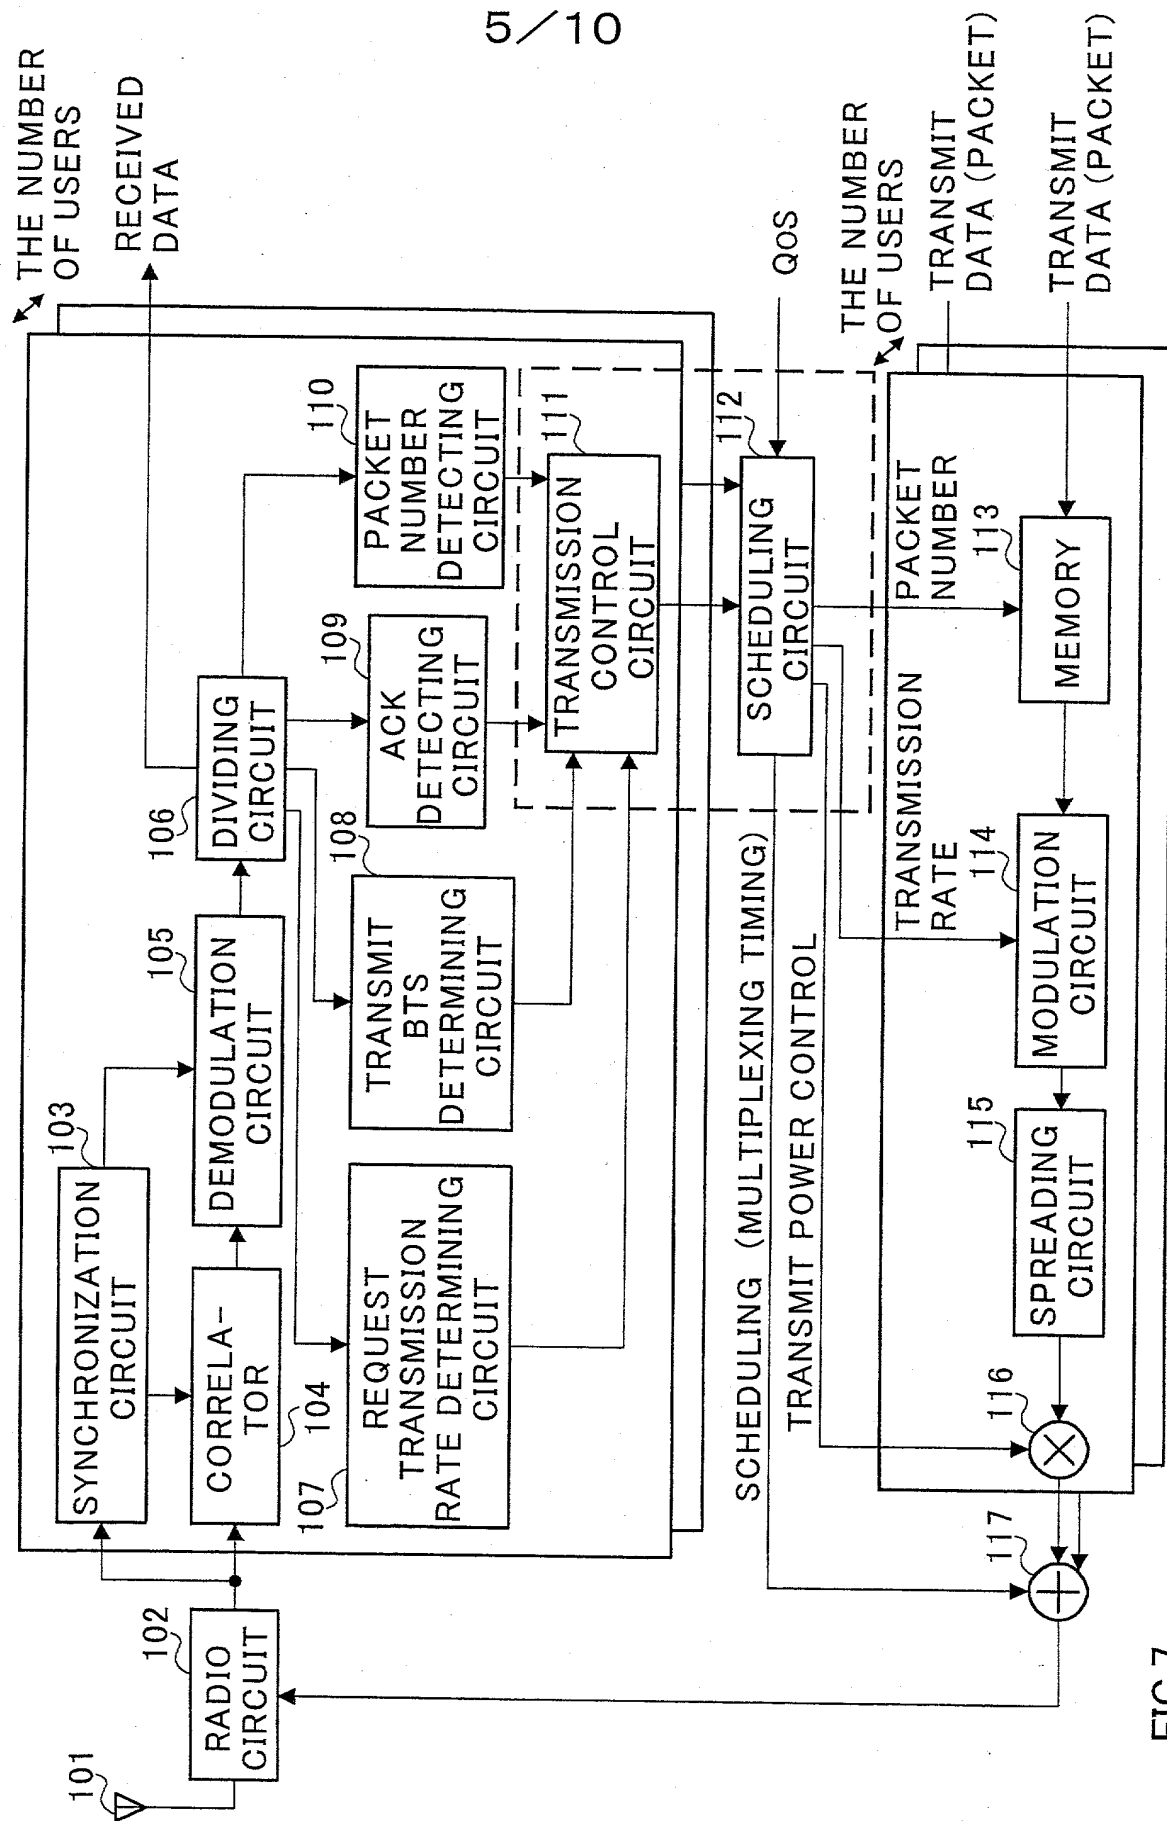 5/10
THE NUMBER
OF USERS
RECEIVED
DATA
101
102
RADIO
CIRCUIT
103
SYNCHRONIZATION
CIRCUIT
CORRELA-
TOR
104
105
DEMODULATION
CIRCUIT
106
DIVIDING
CIRCUIT
107
REQUEST
TRANSMISSION
RATE DETERMINING
CIRCUIT
108
TRANSMIT
BTS
DETERMINING
CIRCUIT
109
ACK
DETECTING
CIRCUIT
110
PACKET
NUMBER
DETECTING
CIRCUIT
111
TRANSMISSION
CONTROL
CIRCUIT
112
SCHEDULING
CIRCUIT
QOS
SCHEDULING (MULTIPLEXING TIMING)
TRANSMIT POWER CONTROL
TRANSMISSION
RATE
PACKET
NUMBER
THE NUMBER
OF USERS
TRANSMIT
DATA (PACKET)
TRANSMIT
DATA (PACKET)
113
MEMORY
114
MODULATION
CIRCUIT
115
SPREADING
CIRCUIT
116
117
FIG.7